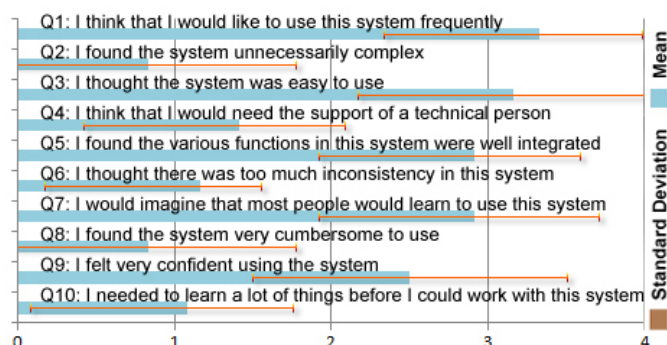 Q1: I think that I would like to use this system frequently
Q2: I found the system unnecessarily complex
Q3: I thought the system was easy to use
Q4: I think that I would need the support of a technical person
Q5: I found the various functions in this system were well integrated
Q6: I thought there was too much inconsistency in this system
Q7: I would imagine that most people would learn to use this system
Q8: I found the system very cumbersome to use
Q9: I felt very confident using the system
Q10: I needed to learn a lot of things before I could work with this system
0 1 2 3 4
Mean
Standard Deviation